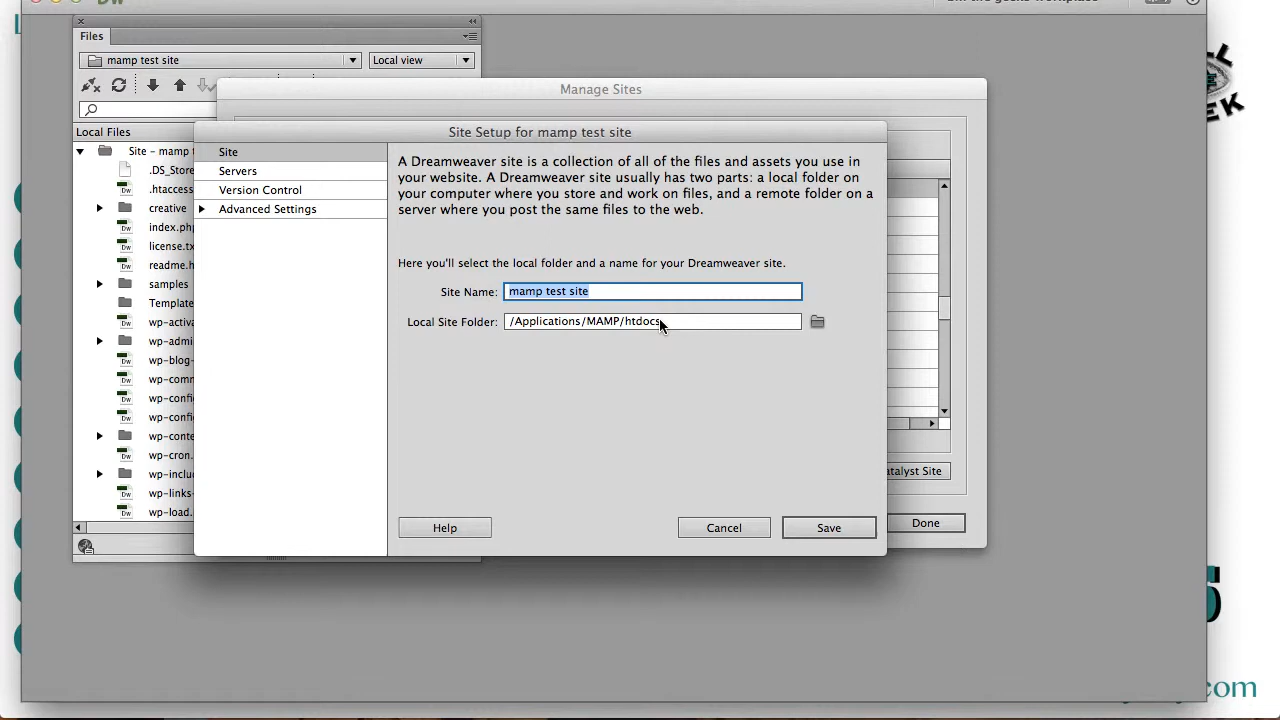 Dw
Files
mamp test site
Local view
Manage Sites
Local Files
Site Setup for mamp test site
Site – mamp
.DS_Store
.htaccess
creative
index.php
license.tx
readme.h
samples
Template
wp-activa
wp-admi
wp-blog
wp-comm
wp-config
wp-config
wp-conte
wp-cron.
wp-inclu
wp-links
wp-load.
Site
Servers
Version Control
Advanced Settings
A Dreamweaver site is a collection of all of the files and assets you use in
your website. A Dreamweaver site usually has two parts: a local folder on
your computer where you store and work on files, and a remote folder on a
server where you post the same files to the web.
Here you'll select the local folder and a name for your Dreamweaver site.
Site Name: mamp test site
Local Site Folder: /Applications/MAMP/htdocs
Help
Cancel
Save
atalyst Site
Done
EK
.com